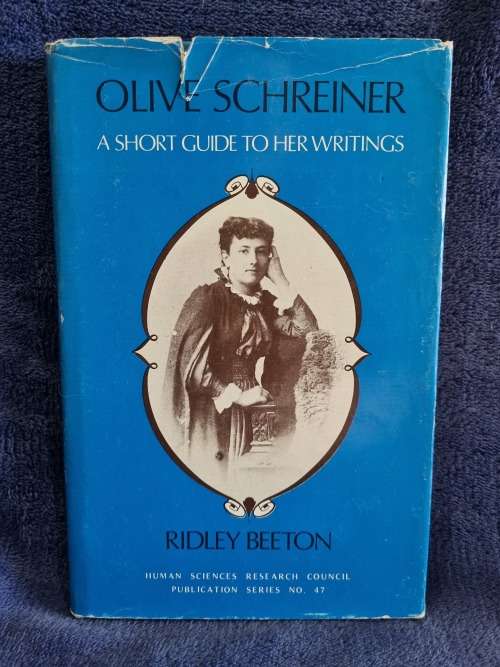 OLIVE SCHREINER
A SHORT GUIDE TO HER WRITINGS
RIDLEY BEETON
HUMAN SCIENCES RESEARCH COUNCIL
PUBLICATION SERIES NO. 47